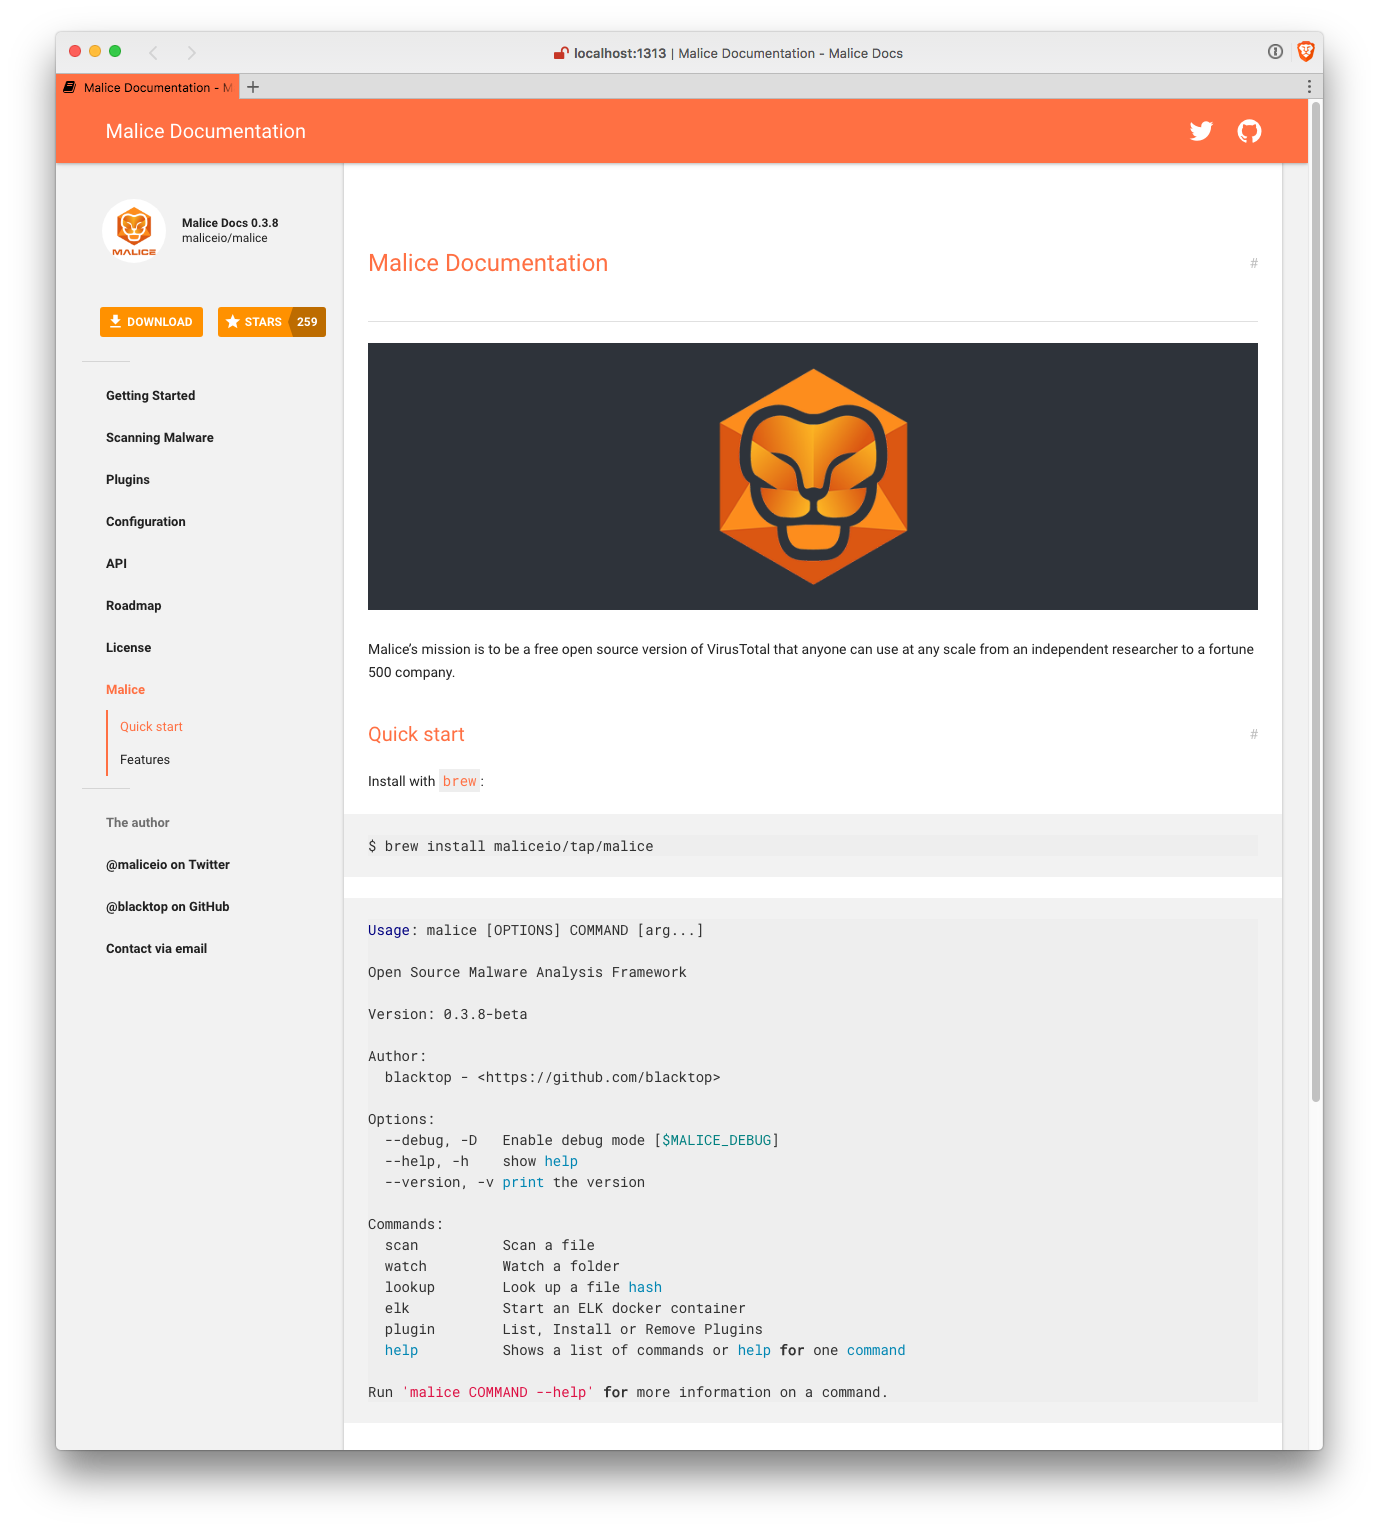 localhost:1313 | Malice Documentation - Malice Docs
Malice Documentation - M
Malice Documentation
MALICE
Malice Docs 0.3.8
maliceio/malice
DOWNLOAD
STARS 259
Getting Started
Scanning Malware
Plugins
Configuration
API
Roadmap
License
Malice
Quick start
Features
The author
@maliceio on Twitter
@blacktop on GitHub
Contact via email
Malice Documentation #
Malice’s mission is to be a free open source version of VirusTotal that anyone can use at any scale from an independent researcher to a fortune
500 company.
Quick start #
Install with brew:
$ brew install maliceio/tap/malice
Usage: malice [OPTIONS] COMMAND [arg...]
Open Source Malware Analysis Framework
Version: 0.3.8-beta
Author:
blacktop - <https://github.com/blacktop>
Options:
--debug, -D Enable debug mode [$MALICE_DEBUG]
--help, -h show help
--version, -v print the version
Commands:
scan Scan a file
watch Watch a folder
lookup Look up a file hash
elk Start an ELK docker container
plugin List, Install or Remove Plugins
help Shows a list of commands or help for one command
Run 'malice COMMAND --help' for more information on a command.